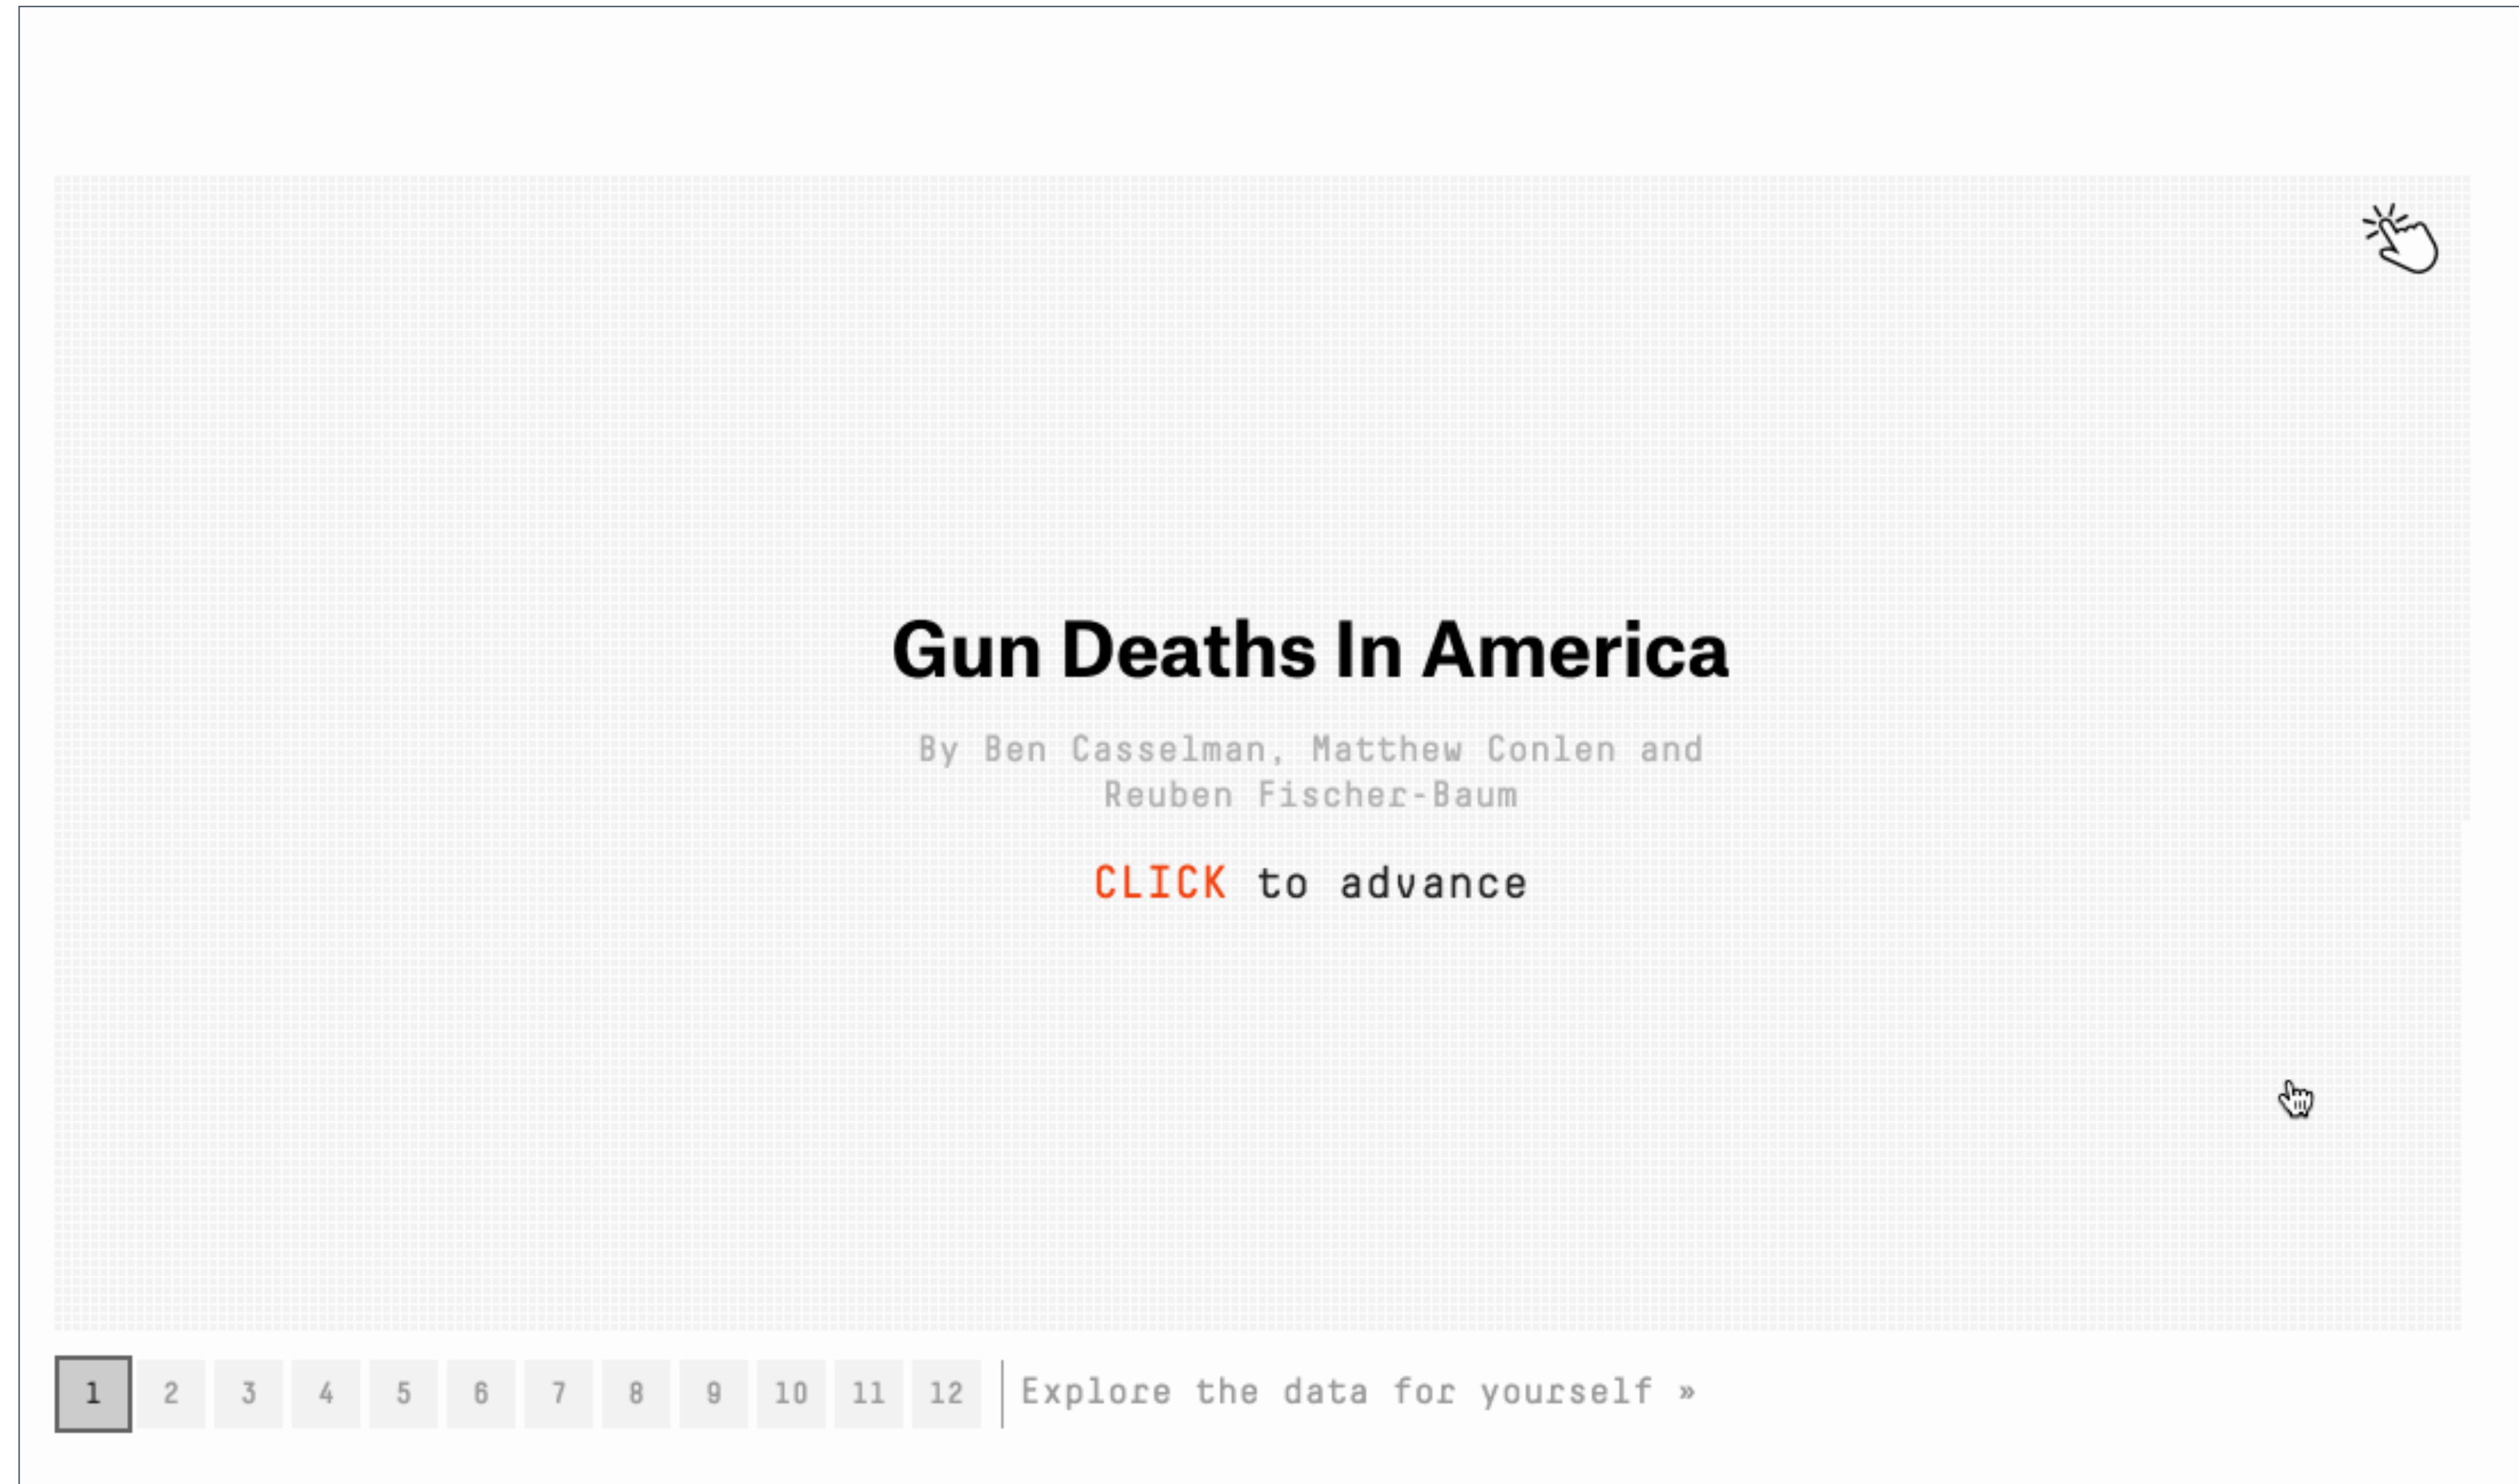 Gun Deaths In America
By Ben Casselman, Matthew Conlen and
Reuben Fischer-Baum
CLICK to advance
1 2 3 4 5 6 7 8 9 10 11 12 Explore the data for yourself »